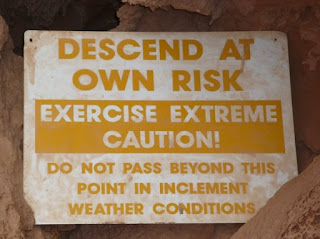 DESCEND AT
OWN RISK
EXERCISE EXTREME
CAUTION!
DO NOT PASS BEYOND THIS
POINT IN INCLEMENT
WEATHER CONDITIONS